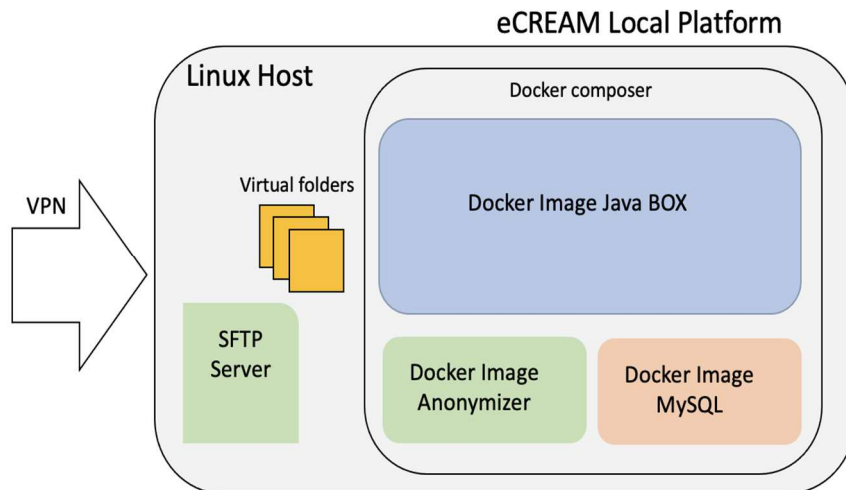 eCREAM Local Platform
Linux Host
Docker composer
Virtual folders
Docker Image Java BOX
VPN
SFTP
Server
Docker Image
Anonymizer
Docker Image
MySQL